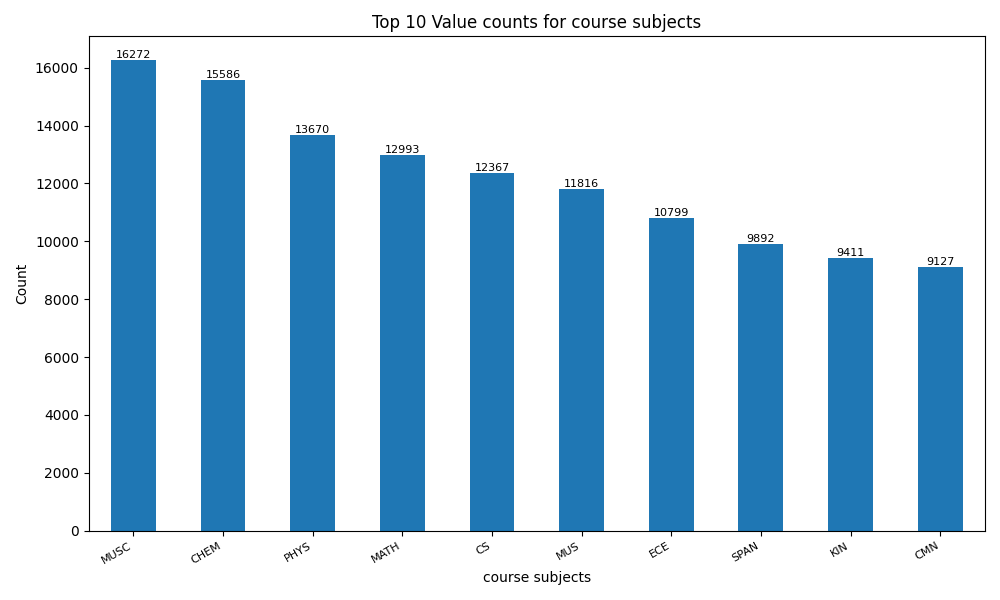 Top 10 Value counts for course subjects
16272
15586
13670
12993
12367
11816
10799
9892
9411
9127
16000
14000
12000
10000
8000
6000
4000
2000
0
Count
MUSC
CHEM
PHYS
MATH
CS
MUS
ECE
SPAN
KIN
CMN
course subjects